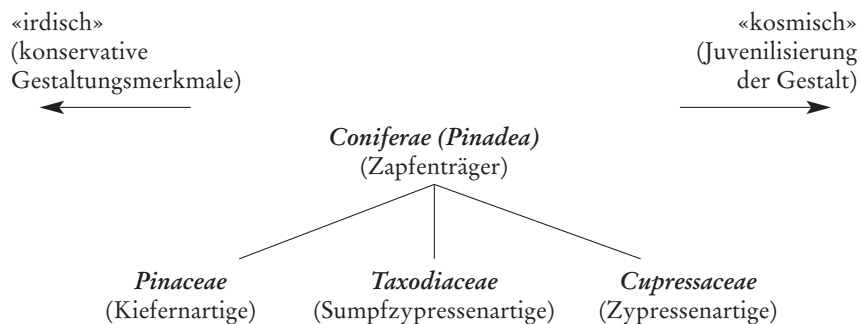 «irdisch»
(konservative
Gestaltungsmerkmale)
«kosmisch»
(Juvenilisierung
der Gestalt)
Coniferae (Pinadea)
(Zapfenträger)
Pinaceae
(Kiefernartige)
Taxodiaceae
(Sumpfzypressenartige)
Cupressaceae
(Zypressenartige)